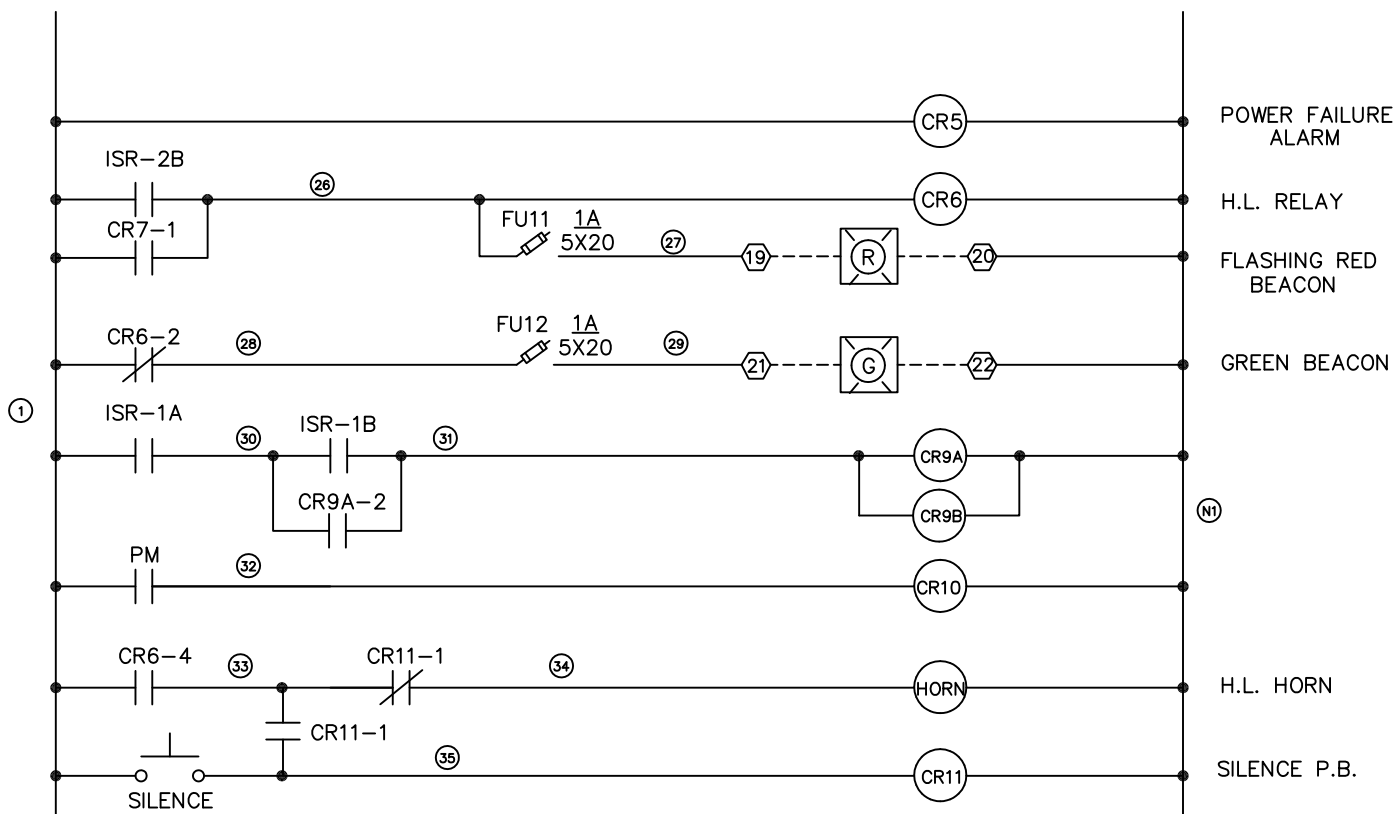 CR5
POWER FAILURE
ALARM
ISR-2B
26
CR6
H.L. RELAY
CR7-1
FU11
1A
5X20
27
19
R
20
FLASHING RED
BEACON
CR6-2
28
FU12
1A
5X20
29
21
G
22
GREEN BEACON
1
ISR-1A
30
ISR-1B
31
CR9A
CR9A-2
CR9B
N1
PM
32
CR10
CR6-4
33
CR11-1
34
HORN
H.L. HORN
CR11-1
35
CR11
SILENCE P.B.
SILENCE